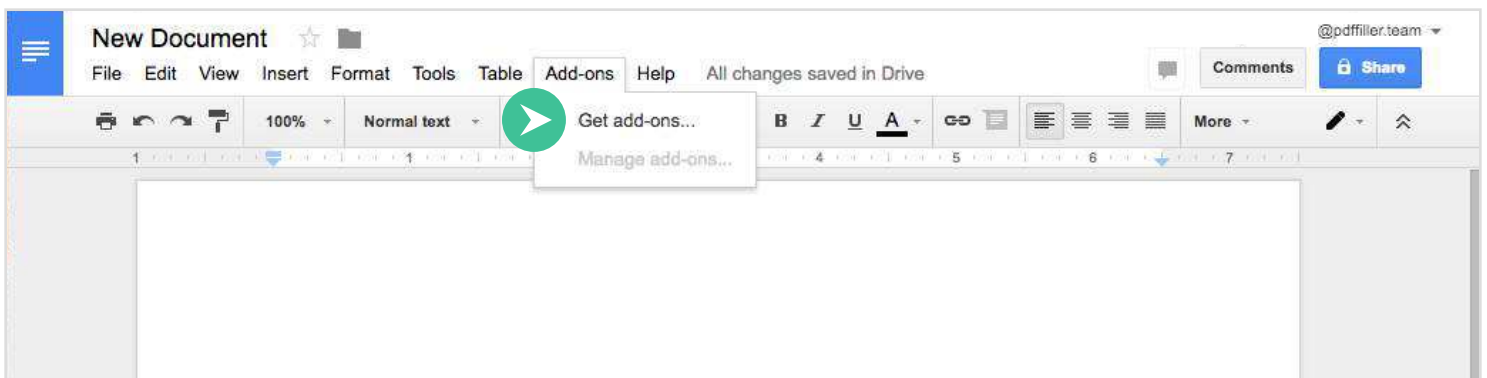 New Document
@pdffiller.team
File Edit View Insert Format Tools Table Add-ons Help All changes saved in Drive
Comments
Share
100% Normal text
Get add-ons...
B I U A
More
Manage add-ons...
1 1 4 5 6 7